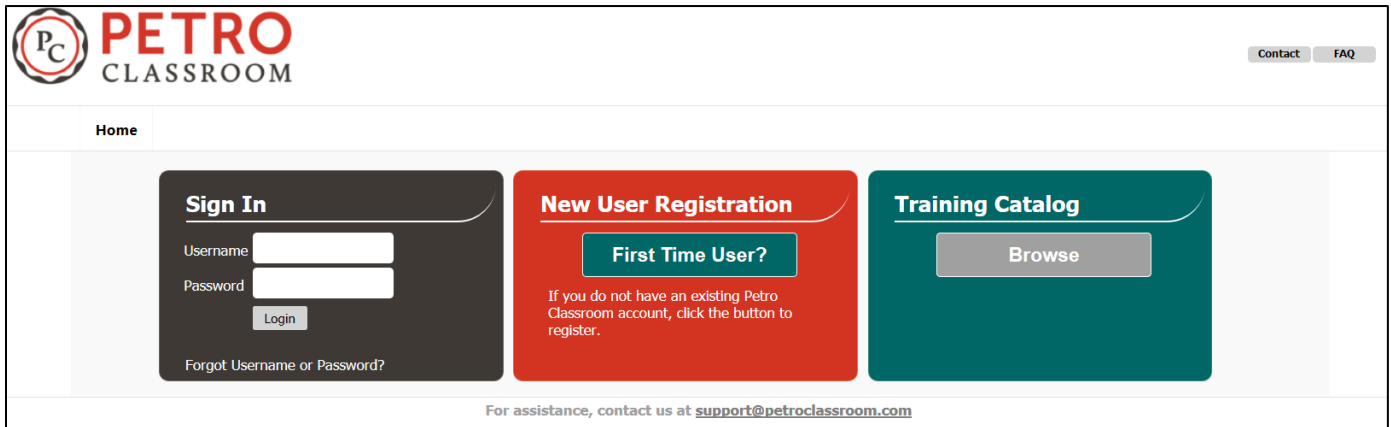 PC
PETRO
CLASSROOM
Contact
FAQ
Home
Sign In
Username
Password
Login
Forgot Username or Password?
New User Registration
First Time User?
If you do not have an existing Petro
Classroom account, click the button to
register.
Training Catalog
Browse
For assistance, contact us at support@petroclassroom.com